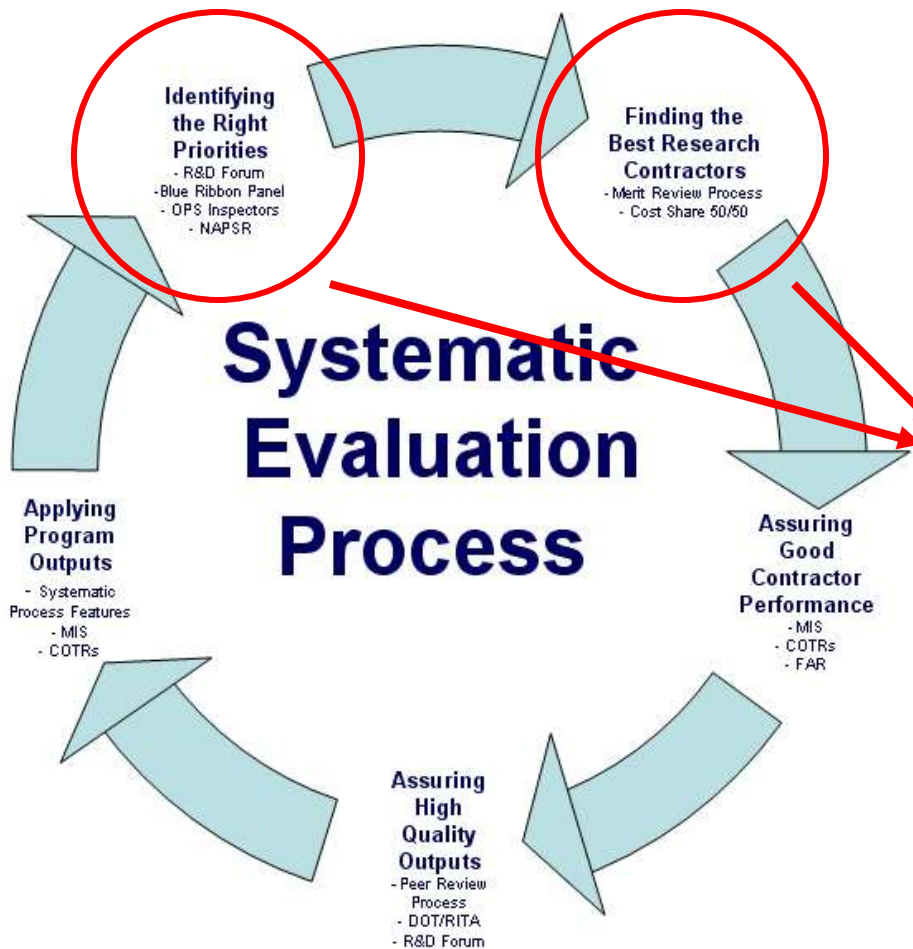 Identifying
the Right
Priorities
- R&D Forum
-Blue Ribbon Panel
- OPS Inspectors
- NAPSR
Finding the
Best Research
Contractors
- Merit Review Process
- Cost Share 50/50
Systematic
Evaluation
Process
Assuring
Good
Contractor
Performance
- MIS
- COTRs
- FAR
Assuring
High
Quality
Outputs
- Peer Review
Process
- DOT/RITA
- R&D Forum
Applying
Program
Outputs
- Systematic
Process Features
- MIS
- COTRs